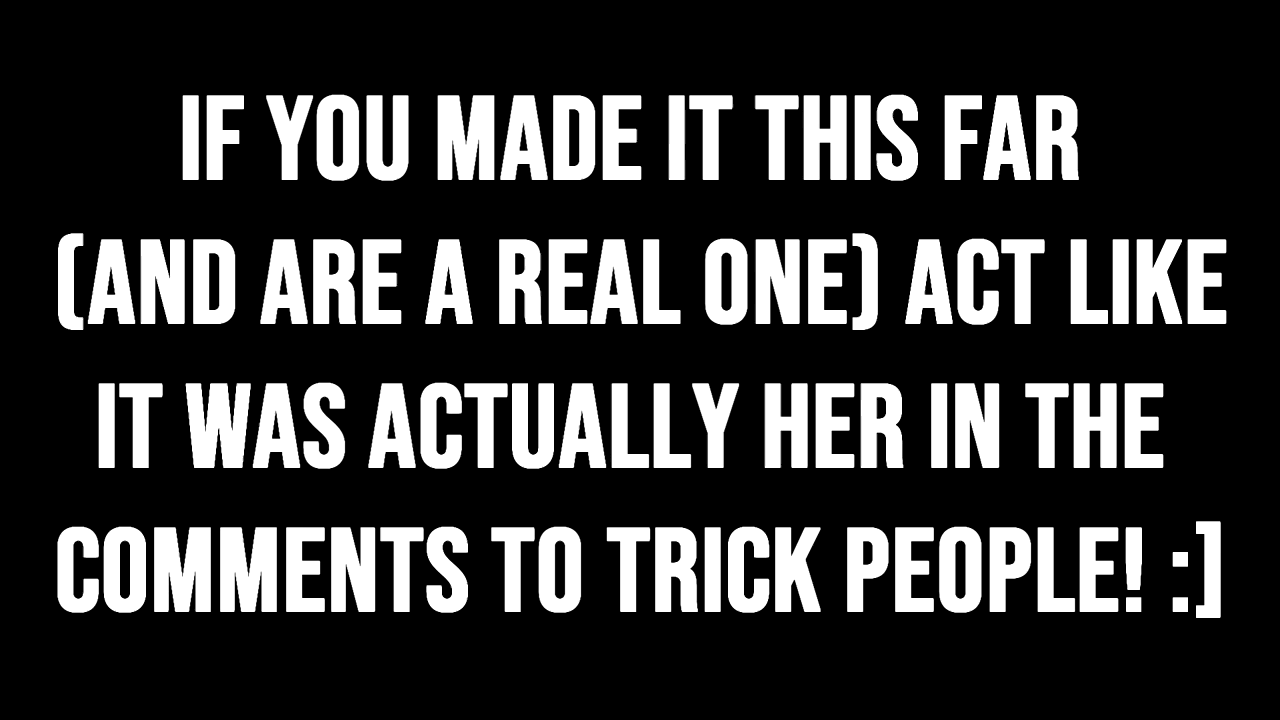 IF YOU MADE IT THIS FAR
(AND ARE A REAL ONE) ACT LIKE
IT WAS ACTUALLY HER IN THE
COMMENTS TO TRICK PEOPLE! :]